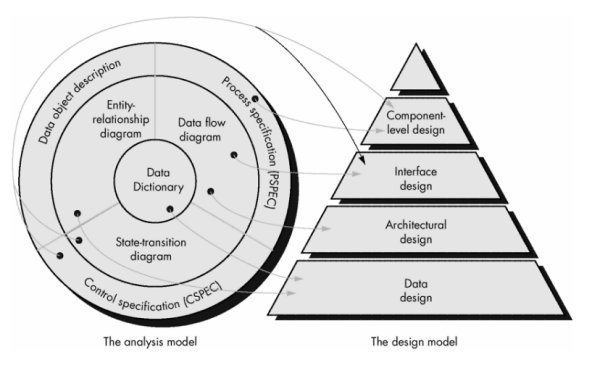 Data object description
Process specification (PSPEC)
Control specification (CSPEC)
Entity-
relationship
diagram
Data flow
diagram
Data
Dictionary
State-transition
diagram
Component-
level design
Interface
design
Architectural
design
Data
design
The analysis model
The design model